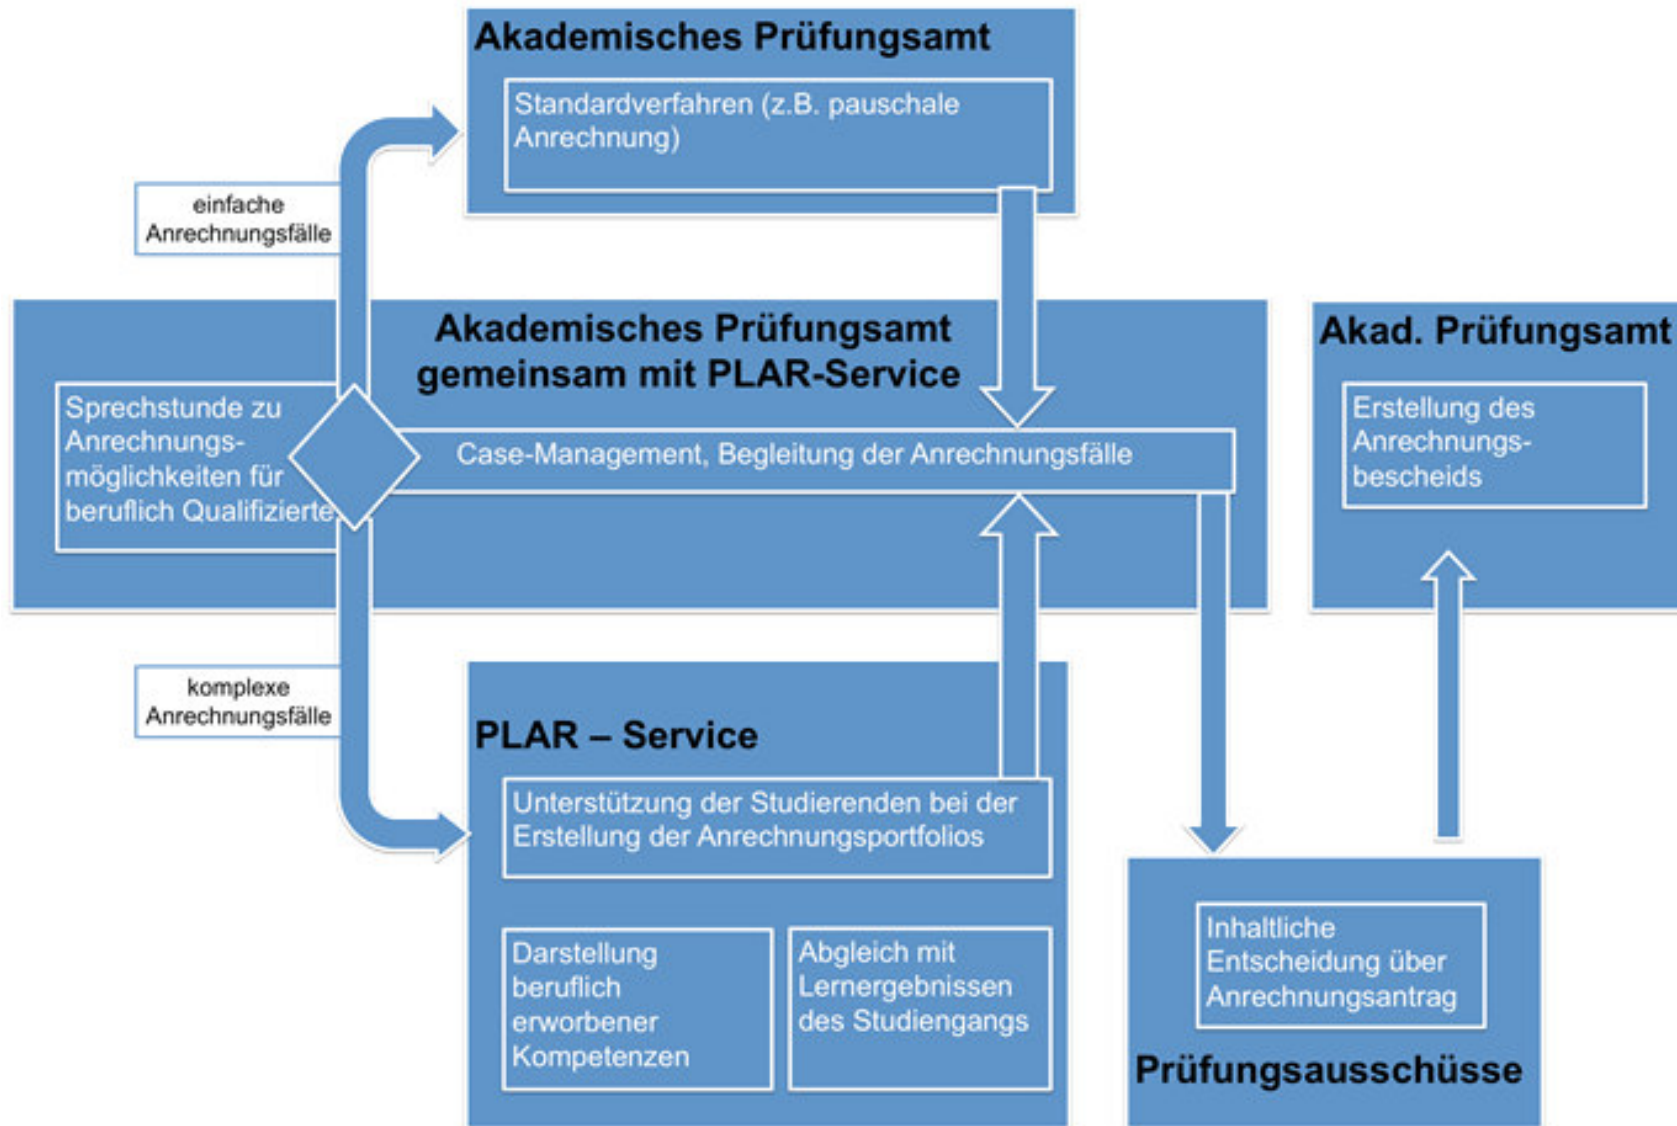 Akademisches Prüfungsamt
Standardverfahren (z.B. pauschale
Anrechnung)
einfache
Anrechnungsfälle
Akademisches Prüfungsamt
gemeinsam mit PLAR-Service
Sprechstunde zu
Anrechnungs-
möglichkeiten für
beruflich Qualifizierte
Case-Management, Begleitung der Anrechnungsfälle
Akad. Prüfungsamt
Erstellung des
Anrechnungs-
bescheids
komplexe
Anrechnungsfälle
PLAR – Service
Unterstützung der Studierenden bei der
Erstellung der Anrechnungsportfolios
Darstellung
beruflich
erworbener
Kompetenzen
Abgleich mit
Lernergebnissen
des Studiengangs
Inhaltliche
Entscheidung über
Anrechnungsantrag
Prüfungsausschüsse